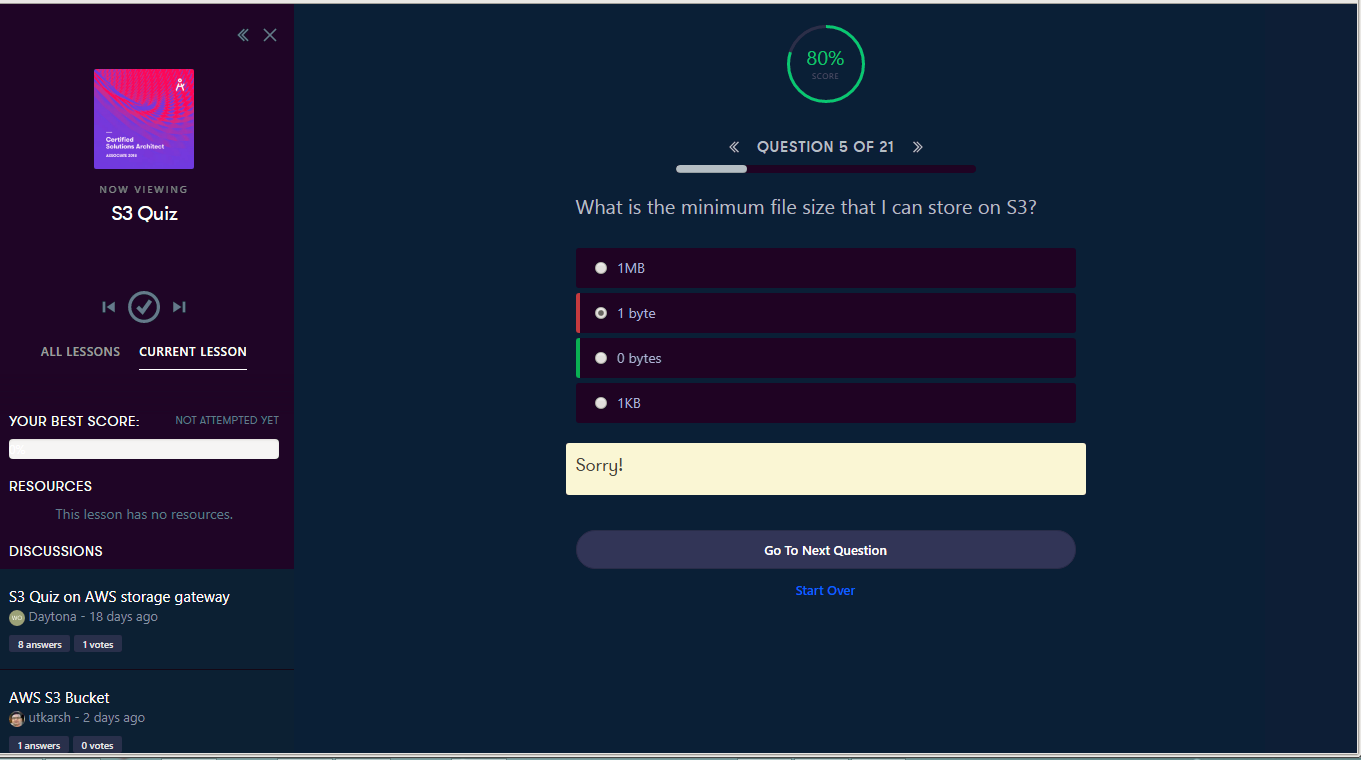 Certified
Solutions Architect
ASSOCIATE 2018
NOW VIEWING
S3 Quiz
ALL LESSONS CURRENT LESSON
YOUR BEST SCORE: NOT ATTEMPTED YET
RESOURCES
This lesson has no resources.
DISCUSSIONS
S3 Quiz on AWS storage gateway
WO Daytona - 18 days ago
8 answers 1 votes
AWS S3 Bucket
utkarsh - 2 days ago
1 answers 0 votes
80%
SCORE
QUESTION 5 OF 21
What is the minimum file size that I can store on S3?
1MB
1 byte
0 bytes
1KB
Sorry!
Go To Next Question
Start Over